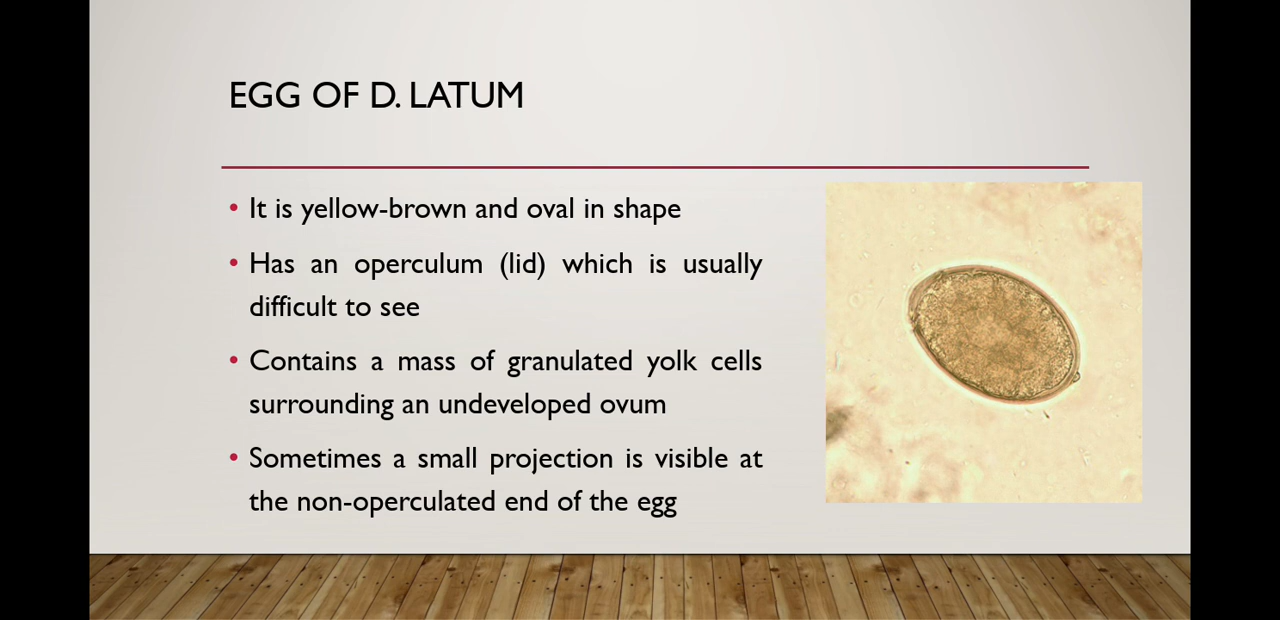 EGG OF D. LATUM
• It is yellow-brown and oval in shape
• Has an operculum (lid) which is usually
difficult to see
• Contains a mass of granulated yolk cells
surrounding an undeveloped ovum
• Sometimes a small projection is visible at
the non-operculated end of the egg